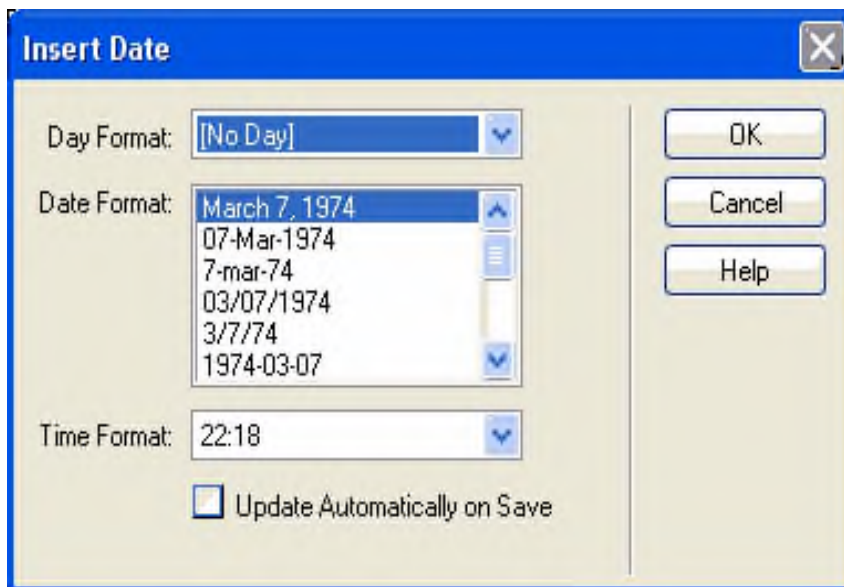 Insert Date
Day Format: [No Day]
OK
Date Format: March 7, 1974
07-Mar-1974
7-mar-74
03/07/1974
3/7/74
1974-03-07
Cancel
Help
Time Format: 22:18
Update Automatically on Save